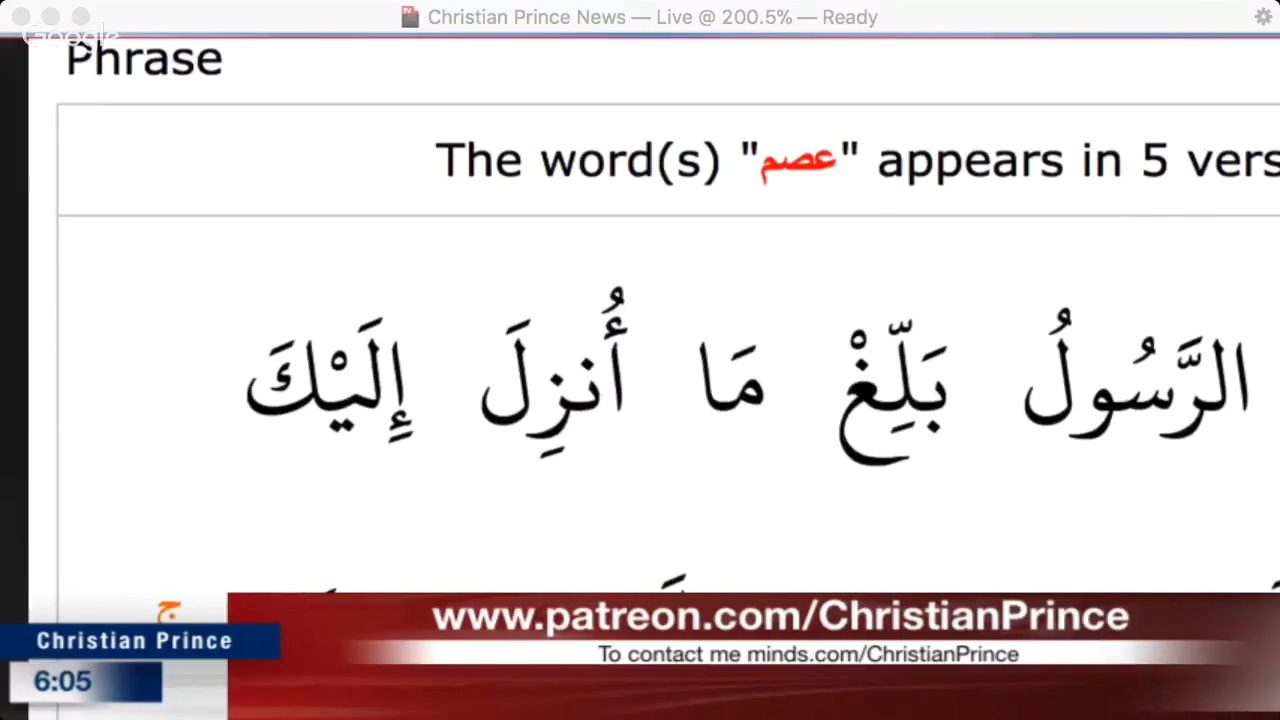 Christian Prince News — Live @ 200.5% — Ready
Google
Phrase
The word(s) "عصم" appears in 5 vers
الرَّسُولُ بَلِّغْ مَا أُنزِلَ إِلَيْكَ
www.patreon.com/ChristianPrince
Christian Prince
To contact me minds.com/ChristianPrince
6:05